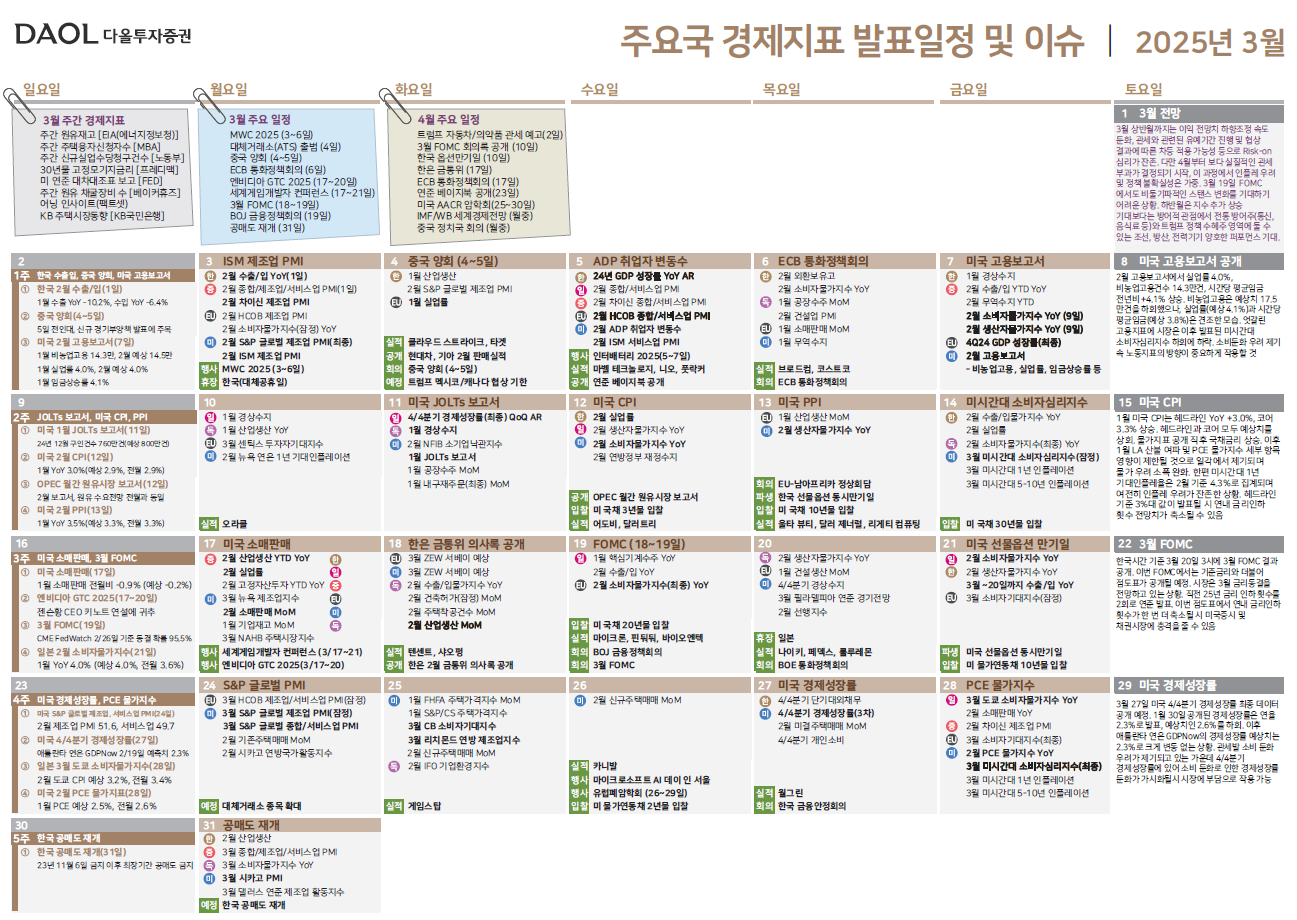 DAOL 다올투자증권
주요국 경제지표 발표일정 및 이슈 | 2025년 3월
일요일 월요일 화요일 수요일 목요일 금요일 토요일
3월 주간 경제지표
주간 원유재고 [EIA(에너지정보청)]
주간 주택융자신청자수 [MBA]
주간 신규실업수당청구건수 [노동부]
30년물 고정모기지금리 [프레디맥]
미 연준 대차대조표 보고 [FED]
주간 원유 채굴장비 수 [베이커휴즈]
어닝 인사이트(팩트셋)
KB 주택시장동향 [KB국민은행]
3월 주요 일정
MWC 2025 (3~6일)
대체거래소(ATS) 출범 (4일)
중국 양회 (4~5일)
ECB 통화정책회의 (6일)
엔비디아 GTC 2025 (17~20일)
세계게임개발자 컨퍼런스 (17~21일)
3월 FOMC (18~19일)
BOJ 금융정책회의 (19일)
공매도 재개 (31일)
4월 주요 일정
트럼프 자동차/의약품 관세 예고(2일)
3월 FOMC 회의록 공개 (10일)
한국 옵션만기일 (10일)
한은 금통위 (17일)
ECB 통화정책회의 (17일)
연준 베이지북 공개(23일)
미국 AACR 암학회(25~30일)
IMF/WB 세계경제전망 (월중)
중국 정치국 회의 (월중)
1 3월 전망
3월 상반월까지는 이익 전망치 하향조정 속도
둔화, 관세와 관련된 유예기간 진행 및 협상
결과에 따른 차등 적용 가능성 등으로 Risk-on
심리가 잔존. 다만 4월부터 보다 실질적인 관세
부과가 결정되기 시작, 이 과정에서 인플레 우려
및 정책 불확실성은 가중. 3월 19일 FOMC
에서도 비둘기파적인 스탠스 변화를 기대하기
어려운 상황. 하반월은 지수 추가 상승
기대보다는 방어적 관점에서 전통 방어주(통신,
음식료 등)와 트럼프 정책 수혜주 영역에 둘 수
있는 조선, 방산, 전력기기 양호한 퍼포먼스 기대.
2
1주 한국 수출입, 중국 양회, 미국 고용보고서
① 한국 2월 수출/입(1일)
1월 수출 YoY -10.2%, 수입 YoY -6.4%
② 중국 양회(4~5일)
5일 전인대, 신규 경기부양책 발표에 주목
③ 미국 2월 고용보고서(7일)
1월 비농업고용 14.3만, 2월 예상 14.5만
1월 실업률 4.0%, 2월 예상 4.0%
1월 임금상승률 4.1%
3 ISM 제조업 PMI
한 2월 수출/입 YoY(1일)
중 2월 종합/제조업/서비스업 PMI(1일)
2월 차이신 제조업 PMI
EU 2월 HCOB 제조업 PMI
2월 소비자물가지수(잠정) YoY
미 2월 S&P 글로벌 제조업 PMI(최종)
2월 ISM 제조업 PMI
행사 MWC 2025 (3~6일)
휴장 한국(대체공휴일)
4 중국 양회 (4~5일)
한 1월 산업생산
2월 S&P 글로벌 제조업 PMI
EU 1월 실업률
실적 클라우드 스트라이크, 타겟
공개 현대차, 기아 2월 판매실적
회의 중국 양회 (4~5일)
예정 트럼프 멕시코/캐나다 협상 기한
5 ADP 취업자 변동수
한 24년 GDP 성장률 YoY AR
일 2월 종합/서비스업 PMI
중 2월 차이신 종합/서비스업 PMI
EU 2월 HCOB 종합/서비스업 PMI
미 2월 ADP 취업자 변동수
2월 ISM 서비스업 PMI
행사 인터배터리 2025(5~7일)
실적 마벨 테크놀로지, 니오, 풋락커
공개 연준 베이지북 공개
6 ECB 통화정책회의
한 2월 외환보유고
2월 소비자물가지수 YoY
독 1월 공장수주 MoM
2월 건설업 PMI
EU 1월 소매판매 MoM
미 1월 무역수지
실적 브로드컴, 코스트코
회의 ECB 통화정책회의
7 미국 고용보고서
한 1월 경상수지
중 2월 수출/입 YTD YoY
2월 무역수지 YTD
2월 소비자물가지수 YoY (9일)
2월 생산자물가지수 YoY (9일)
EU 4Q24 GDP 성장률(최종)
미 2월 고용보고서
- 비농업고용, 실업률, 임금상승률 등
8 미국 고용보고서 공개
2월 고용보고서에서 실업률 4.0%,
비농업고용건수 14.3만건, 시간당 평균임금
전년비 +4.1% 상승. 비농업고용은 예상치 17.5
만건을 하회했으나, 실업률(예상 4.1%)과 시간당
평균임금(예상 3.8%)은 견조한 모습. 엇갈린
고용지표에 시장은 이후 발표된 미시간대
소비자심리지수 하회에 하락. 소비둔화 우려 제기
속 노동지표의 방향이 중요하게 작용할 것
9
2주 JOLTs 보고서, 미국 CPI, PPI
① 미국 1월 JOLTs 보고서(11일)
24년 12월 구인건수 760만건(예상 800만건)
② 미국 2월 CPI(12일)
1월 YoY 3.0%(예상 2.9%, 전월 2.9%)
③ OPEC 월간 원유시장 보고서(12일)
2월 보고서, 원유 수요전망 전월과 동일
④ 미국 2월 PPI(13일)
1월 YoY 3.5%(예상 3.3%, 전월 3.3%)
10
일 1월 경상수지
독 1월 산업생산 YoY
EU 3월 센틱스 투자자기대지수
미 2월 뉴욕 연은 1년 기대인플레이션
실적 오라클
11 미국 JOLTS 보고서
일 4/4분기 경제성장률(최종) QoQ AR
독 1월 경상수지
미 2월 NFIB 소기업낙관지수
1월 JOLTs 보고서
1월 공장수주 MoM
1월 내구재주문(최종) MoM
12 미국 CPI
한 2월 실업률
일 2월 생산자물가지수 YoY
미 2월 소비자물가지수 YoY
2월 연방정부 재정수지
공개 OPEC 월간 원유시장 보고서
입찰 미 국채 3년물 입찰
실적 어도비, 달러트리
13 미국 PPI
EU 1월 산업생산 MoM
미 2월 생산자물가지수 YoY
회의 EU-남아프리카 정상회담
파생 한국 선물옵션 동시만기일
입찰 미 국채 10년물 입찰
실적 울타 뷰티, 달러 제너럴, 리게티 컴퓨팅
14 미시간대 소비자심리지수
한 2월 수출/입물가지수 YoY
2월 실업률
독 2월 소비자물가지수(최종) YoY
미 3월 미시간대 소비자심리지수(잠정)
3월 미시간대 1년 인플레이션
3월 미시간대 5-10년 인플레이션
입찰 미 국채 30년물 입찰
15 미국 CPI
1월 미국 CPI는 헤드라인 YoY +3.0%, 코어
3.3% 상승. 헤드라인과 코어 모두 예상치를
상회. 물가지표 공개 직후 국채금리 상승. 이후
1월 LA 산불 여파 및 PCE 물가지수 세부 항목
영향이 제한될 것으로 일각에서 제기되며
물가 우려 소폭 완화. 한편 미시간대 1년
기대인플레율은 2월 기준 4.3%로 집계되며
여전히 인플레 우려가 잔존한 상황. 헤드라인
기준 3%대 값이 발표될 시 연내 금리인하
횟수 전망치가 축소될 수 있음
16
3주 미국 소매판매, 3월 FOMC
① 미국 소매판매(17일)
1월 소매판매 전월비 -0.9% (예상 -0.2%)
② 엔비디아 GTC 2025(17~20일)
젠슨황 CEO 키노트 연설에 귀추
③ 3월 FOMC(19일)
CME FedWatch 2/26일 기준 동결 확률 95.5%
④ 일본 2월 소비자물가지수(21일)
1월 YoY 4.0% (예상 4.0%, 전월 3.6%)
17 미국 소매판매
중 2월 산업생산 YTD YoY 한
2월 실업률 일
2월 고정자산투자 YTD YoY 중
미 3월 뉴욕 제조업지수 EU
2월 소매판매 MoM 미
1월 기업재고 MoM 독
3월 NAHB 주택시장지수
행사 세계게임개발자 컨퍼런스 (3/17~21)
행사 엔비디아 GTC 2025(3/17~20)
18 한은 금통위 의사록 공개
EU 3월 ZEW 서베이 예상
미 3월 ZEW 서베이 예상
독 2월 수출/입물가지수 YoY
2월 건축허가(잠정) MoM
2월 주택착공건수 MoM
2월 산업생산 MoM
실적 텐센트, 샤오펑
공개 한은 2월 금통위 의사록 공개
19 FOMC (18~19일)
일 1월 핵심기계수주 YoY
2월 수출/입 YoY
EU 2월 소비자물가지수(최종) YoY
입찰 미 국채 20년물 입찰
실적 마이크론, 핀둬둬, 바이오엔텍
회의 BOJ 금융정책회의
회의 3월 FOMC
20
독 2월 생산자물가지수 YoY
EU 1월 건설생산 MoM
미 4/4분기 경상수지
3월 필라델피아 연준 경기전망
2월 선행지수
휴장 일본
실적 나이키, 페덱스, 룰루레몬
회의 BOE 통화정책회의
21 미국 선물옵션 만기일
일 2월 소비자물가지수 YoY
한 2월 생산자물가지수 YoY
3월 ~20일까지 수출/입 YoY
EU 3월 소비자기대지수(잠정)
파생 미국 선물옵션 동시만기일
입찰 미 물가연동채 10년물 입찰
22 3월 FOMC
한국시간 기준 3월 20일 3시에 3월 FOMC 결과
공개. 이번 FOMC에서는 기준금리와 더불어
점도표가 공개될 예정. 시장은 3월 금리동결을
전망하고 있는 상황. 직전 25년 금리 인하 횟수를
2회로 연준 발표. 이번 점도표에서 연내 금리인하
횟수가 한 번 더 축소될 시 미국증시 및
채권시장에 충격을 줄 수 있음
23
4주 미국 경제성장률, PCE 물가지수
① 미국 S&P 글로벌 제조업, 서비스업 PMI(24일)
2월 제조업 PMI 51.6, 서비스업 49.7
② 미국 4/4분기 경제성장률(27일)
애틀란타 연은 GDPNow 2/19일 예측치 2.3%
③ 일본 3월 도쿄 소비자물가지수(28일)
2월 도쿄 CPI 예상 3.2%, 전월 3.4%
④ 미국 2월 PCE 물가지표(28일)
1월 PCE 예상 2.5%, 전월 2.6%
24 S&P 글로벌 PMI
EU 3월 HCOB 제조업/서비스업 PMI(잠정)
미 3월 S&P 글로벌 제조업 PMI(잠정)
3월 S&P 글로벌 종합/서비스업 PMI
2월 기존주택매매 MoM
2월 시카고 연방국가활동지수
예정 대체거래소 종목 확대
25
미 1월 FHFA 주택가격지수 MoM
1월 S&P/CS 주택가격지수
3월 CB 소비자기대지수
3월 리치몬드 연방 제조업지수
2월 신규주택매매 MoM
독 2월 IFO 기업환경지수
실적 게임스탑
26
미 2월 신규주택매매 MoM
실적 카니발
행사 마이크로소프트 AI 데이 인 서울
행사 유럽폐암학회 (26~29일)
입찰 미 물가연동채 2년물 입찰
27 미국 경제성장률
한 4/4분기 단기대외채무
미 4/4분기 경제성장률(3차)
2월 미결주택매매 MoM
4/4분기 개인소비
실적 월그린
회의 한국 금융안정회의
28 PCE 물가지수
일 3월 도쿄 소비자물가지수 YoY
2월 소매판매 YoY
중 2월 차이신 제조업 PMI
EU 3월 소비자기대지수(최종)
미 2월 PCE 물가지수 YoY
3월 미시간대 소비자심리지수(최종)
3월 미시간대 1년 인플레이션
3월 미시간대 5-10년 인플레이션
29 미국 경제성장률
3월 27일 미국 4/4분기 경제성장률 최종 데이터
공개 예정. 1월 30일 공개된 경제성장률은 연율
2.3%로 발표, 예상치인 2.6%를 하회. 이후
애틀란타 연은 GDPNow의 경제성장률 예상치는
2.3%로 크게 변동 없는 상황. 관세발 소비 둔화
우려가 제기되고 있는 가운데 4/4분기
경제성장률에 있어 소비 둔화로 인한 경제성장률
둔화가 가시화될 시 시장에 부담으로 작용 가능
30
5주 한국 공매도 재개
① 한국 공매도 재개(31일)
23년 11월 6일 금지 이후 최장기간 공매도 금지
31 공매도 재개
한 2월 산업생산
중 3월 종합/제조업/서비스업 PMI
독 3월 소비자물가지수 YoY
미 3월 시카고 PMI
3월 댈러스 연준 제조업 활동지수
예정 한국 공매도 재개